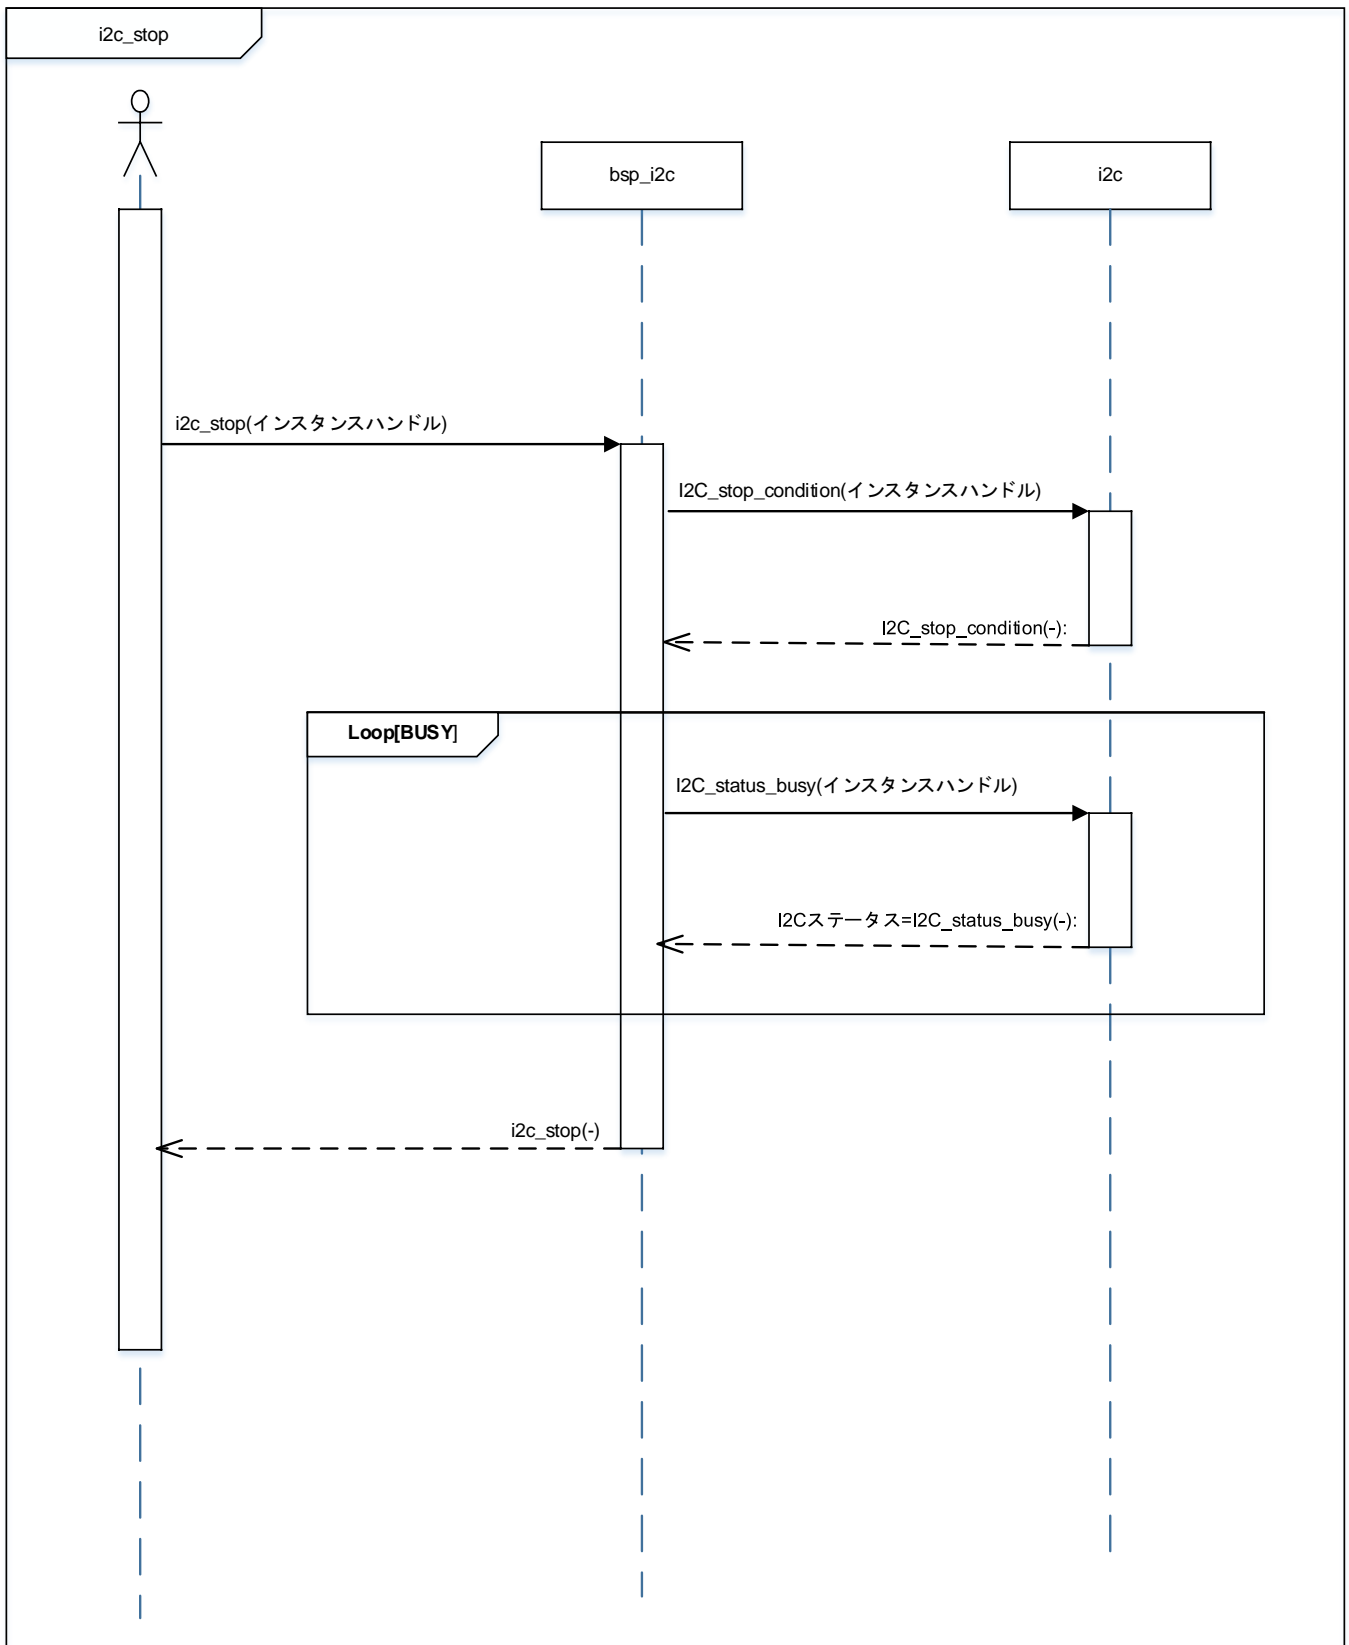 i2c_stop
bsp_i2c
i2c
i2c_stop(インスタンスハンドル)
I2C_stop_condition(インスタンスハンドル)
I2C_stop_condition(-):
Loop[BUSY]
I2C_status_busy(インスタンスハンドル)
I2Cステータス=I2C_status_busy(-):
i2c_stop(-)